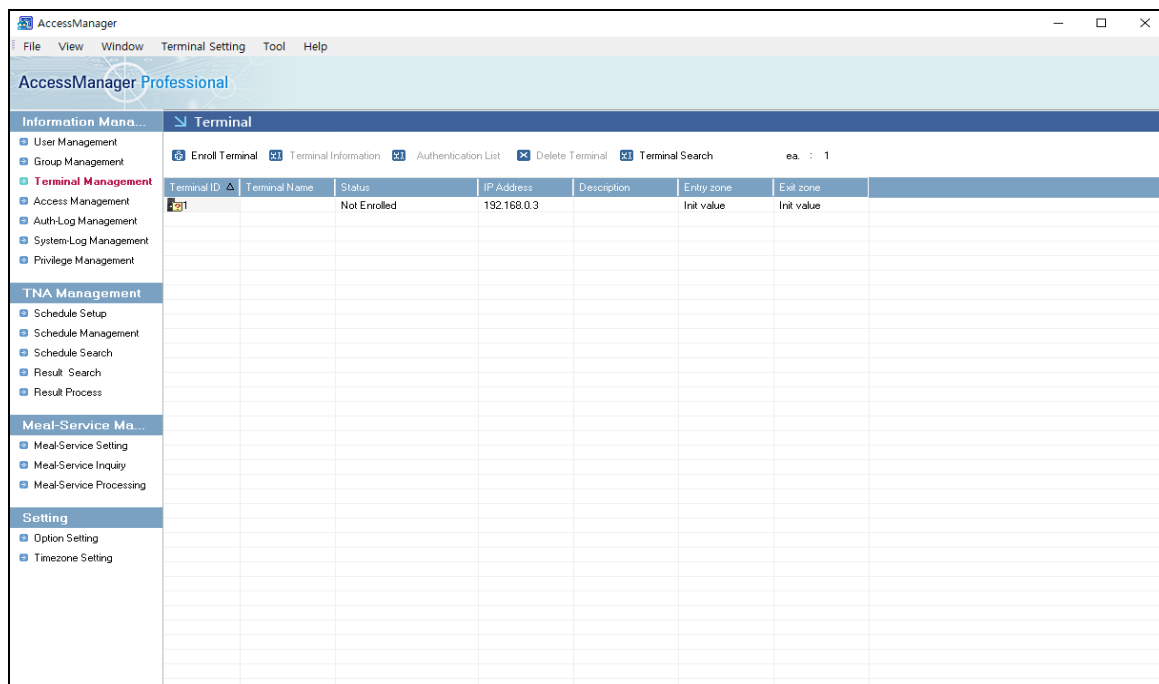 AccessManager
File View Window Terminal Setting Tool Help
AccessManager Professional
Information Mana...
User Management
Group Management
Terminal Management
Access Management
Auth-Log Management
System-Log Management
Privilege Management
TNA Management
Schedule Setup
Schedule Management
Schedule Search
Result Search
Result Process
Meal-Service Ma...
Meal-Service Setting
Meal-Service Inquiry
Meal-Service Processing
Setting
Option Setting
Timezone Setting
Terminal
Enroll Terminal Terminal Information Authentication List Delete Terminal Terminal Search ea. : 1
Terminal ID Terminal Name Status IP Address Description Entry zone Exit zone
1 Not Enrolled 192.168.0.3 Init value Init value